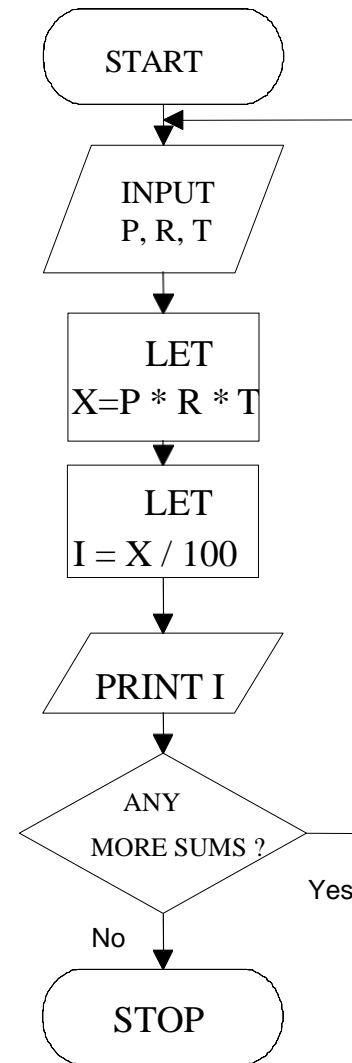 START
INPUT
P, R, T
LET
X=P * R * T
LET
I = X / 100
PRINT I
ANY
MORE SUMS ?
Yes
No
STOP